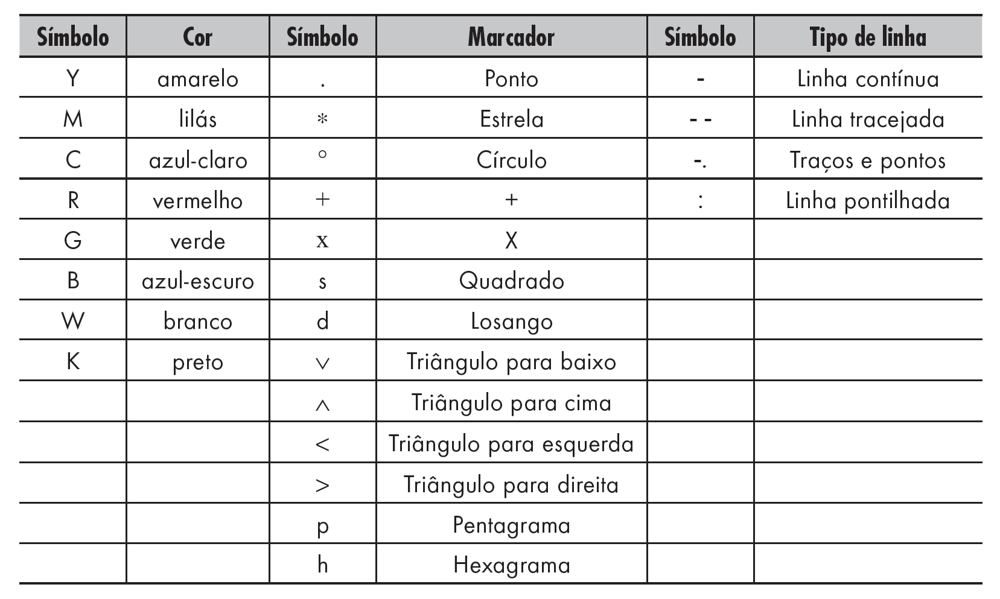 Símbolo Cor Símbolo Marcador Símbolo Tipo de linha
Y amarelo . Ponto - Linha contínua
M lilás * Estrela - - Linha tracejada
C azul-claro ° Círculo -. Traços e pontos
R vermelho + + : Linha pontilhada
G verde x X
B azul-escuro s Quadrado
W branco d Losango
K preto ∨ Triângulo para baixo
∧ Triângulo para cima
< Triângulo para esquerda
> Triângulo para direita
p Pentagrama
h Hexagrama